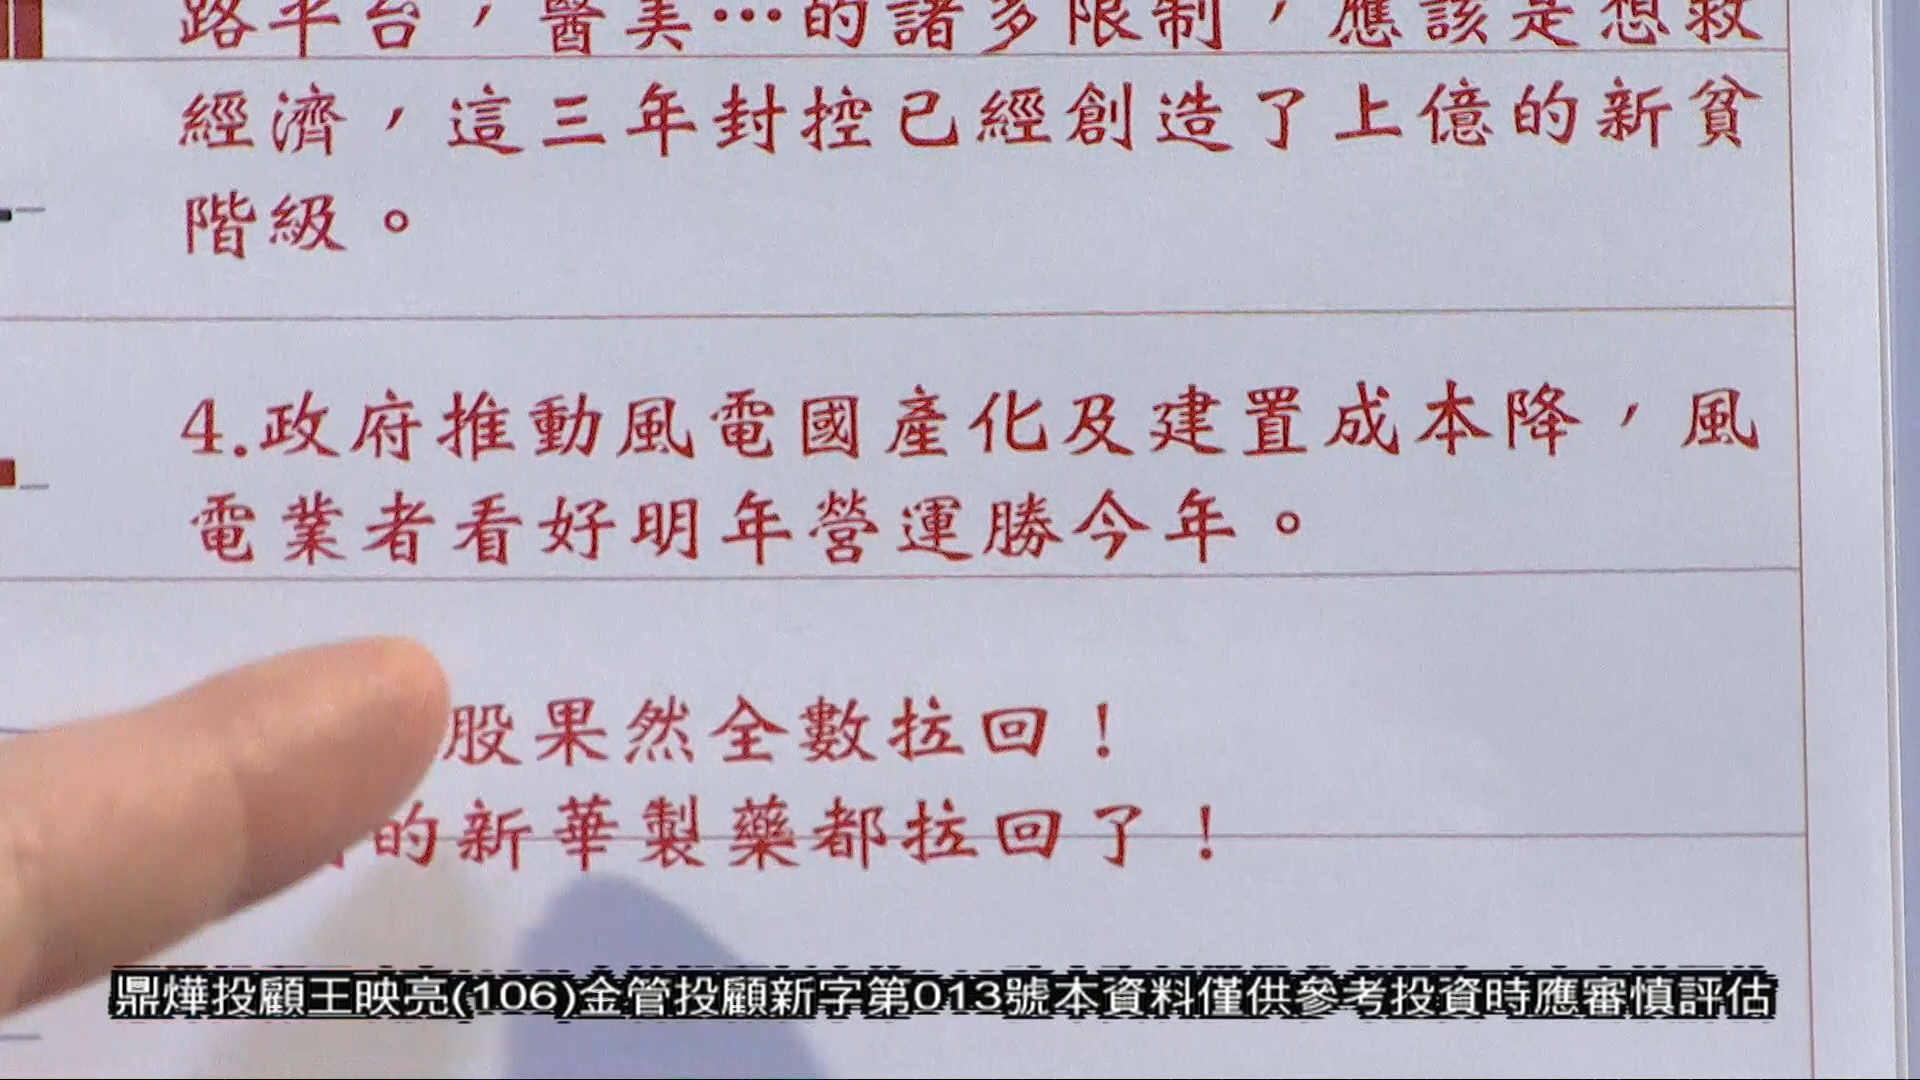 路平台，醫美…的諸多限制，應該是想救
經濟，這三年封控已經創造了上億的新貧
階級。
4.政府推動風電國產化及建置成本降，風
電業者看好明年營運勝今年。
股果然全數拉回！
的新華製藥都拉回了！
鼎燁投顧王映亮(106)金管投顧新字第013號本資料僅供參考投資時應審慎評估